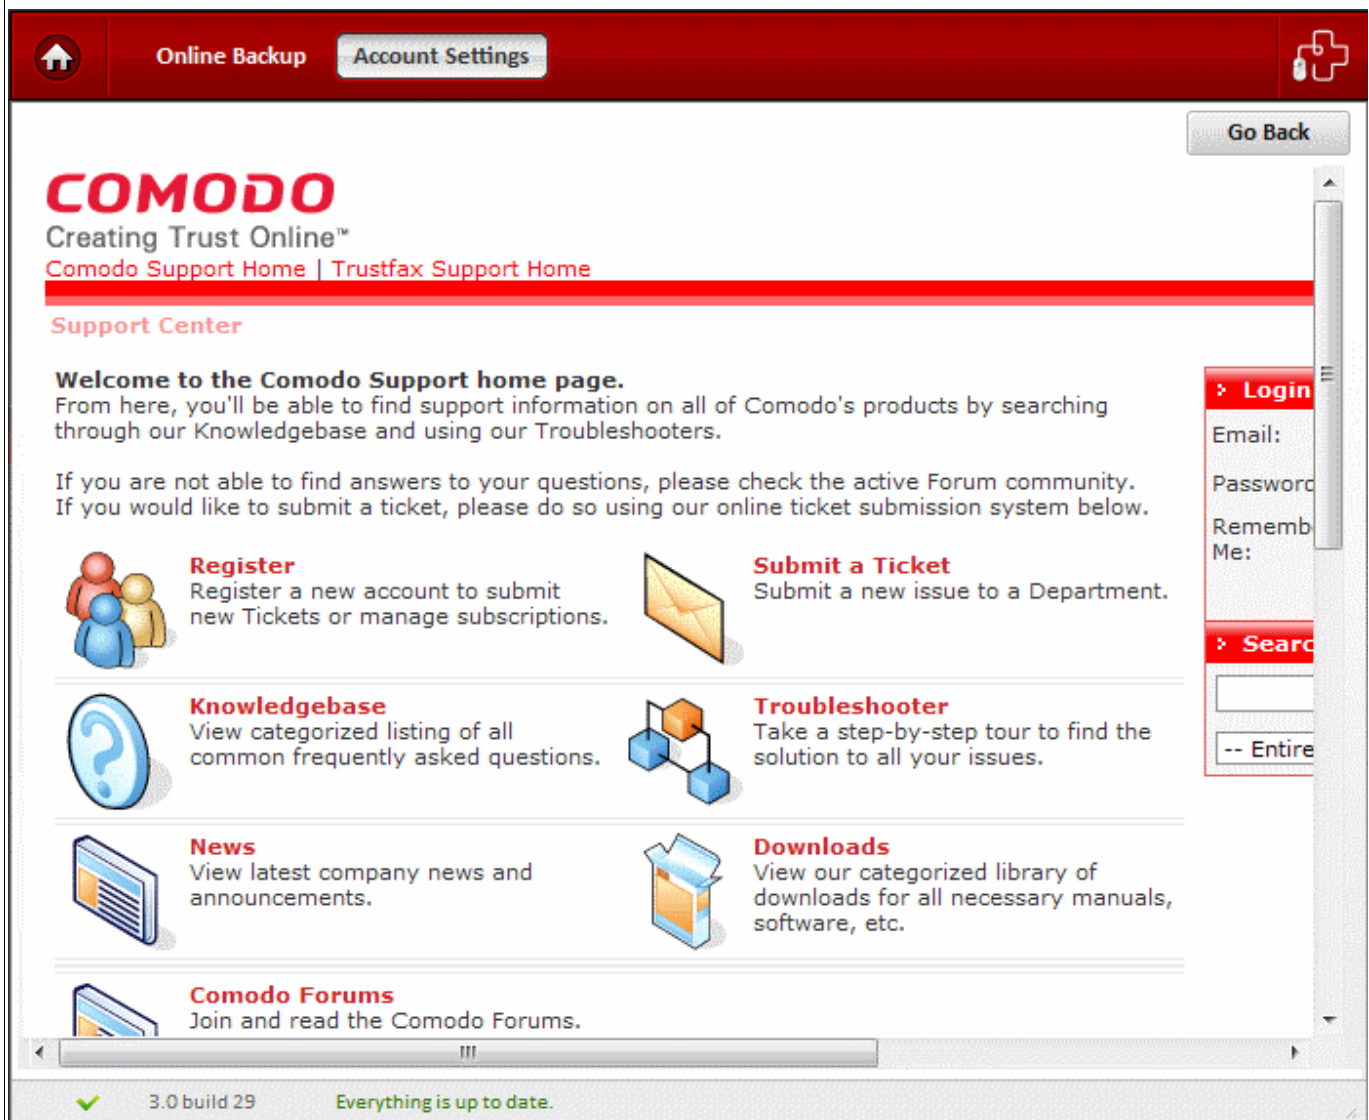 Online Backup Account Settings
Go Back
COMODO
Creating Trust Online™
Comodo Support Home | Trustfax Support Home
Support Center
Welcome to the Comodo Support home page.
From here, you'll be able to find support information on all of Comodo's products by searching
through our Knowledgebase and using our Troubleshooters.
If you are not able to find answers to your questions, please check the active Forum community.
If you would like to submit a ticket, please do so using our online ticket submission system below.
Register
Register a new account to submit
new Tickets or manage subscriptions.
Submit a Ticket
Submit a new issue to a Department.
Knowledgebase
View categorized listing of all
common frequently asked questions.
Troubleshooter
Take a step-by-step tour to find the
solution to all your issues.
News
View latest company news and
announcements.
Downloads
View our categorized library of
downloads for all necessary manuals,
software, etc.
Comodo Forums
Join and read the Comodo Forums.
Login
Email:
Password
Rememb
Me:
Searc
-- Entire
3.0 build 29 Everything is up to date.